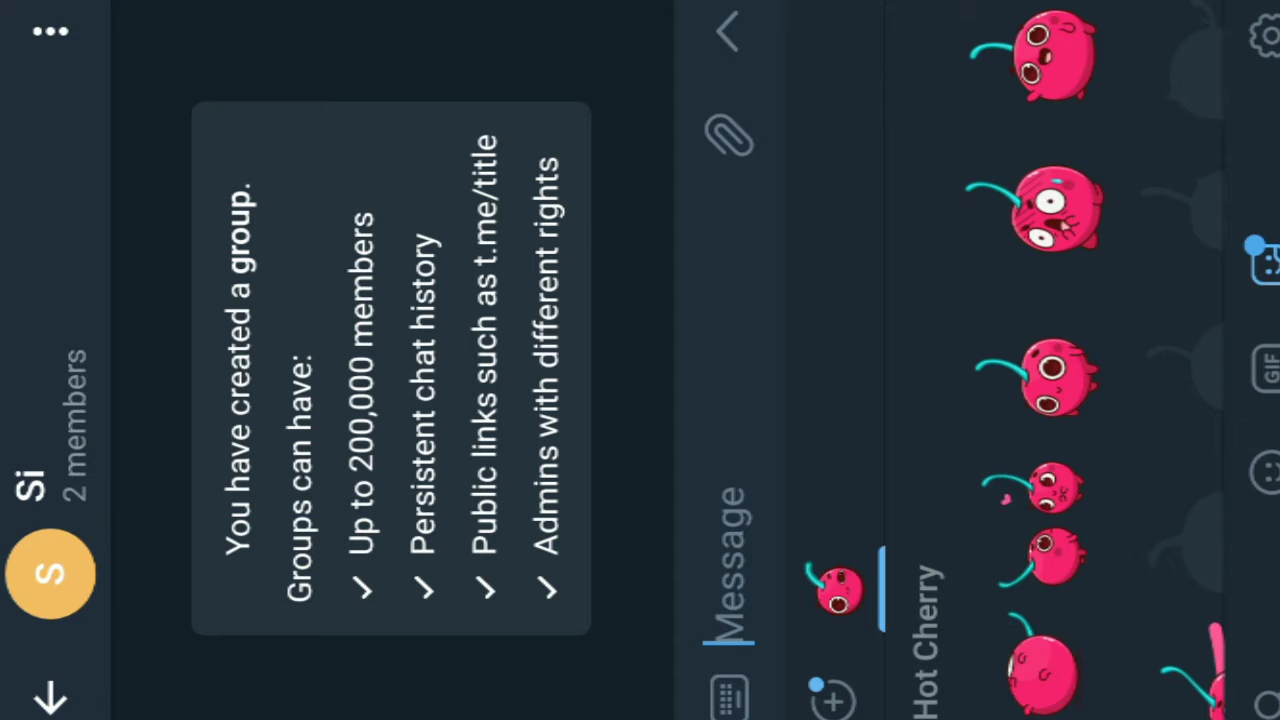 Si
2 members
S
You have created a group.
Groups can have:
Up to 200,000 members
Persistent chat history
Public links such as t.me/title
Admins with different rights
Message
Hot Cherry
GIF